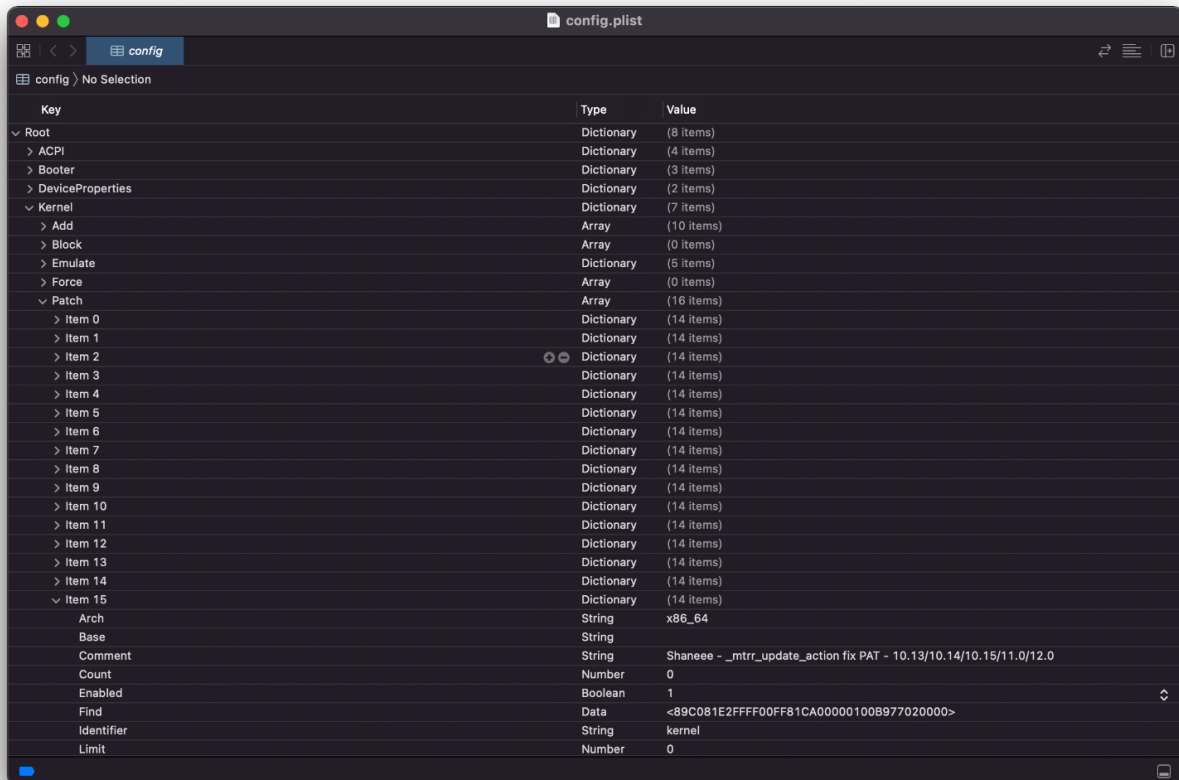 config.plist
config
config 〉 No Selection
Key Type Value
Root Dictionary (8 items)
ACPI Dictionary (4 items)
Booter Dictionary (3 items)
DeviceProperties Dictionary (2 items)
Kernel Dictionary (7 items)
Add Array (10 items)
Block Array (0 items)
Emulate Dictionary (5 items)
Force Array (0 items)
Patch Array (16 items)
Item 0 Dictionary (14 items)
Item 1 Dictionary (14 items)
Item 2 Dictionary (14 items)
Item 3 Dictionary (14 items)
Item 4 Dictionary (14 items)
Item 5 Dictionary (14 items)
Item 6 Dictionary (14 items)
Item 7 Dictionary (14 items)
Item 8 Dictionary (14 items)
Item 9 Dictionary (14 items)
Item 10 Dictionary (14 items)
Item 11 Dictionary (14 items)
Item 12 Dictionary (14 items)
Item 13 Dictionary (14 items)
Item 14 Dictionary (14 items)
Item 15 Dictionary (14 items)
Arch String x86_64
Base String
Comment String Shaneee - _mtrr_update_action fix PAT - 10.13/10.14/10.15/11.0/12.0
Count Number 0
Enabled Boolean 1
Find Data <89C081E2FFFF00FF81CA00000100B977020000>
Identifier String kernel
Limit Number 0